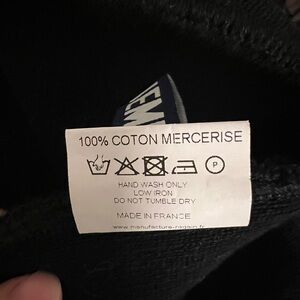 100% COTON MERCERISE
P
HAND WASH ONLY
LOW IRON
DO NOT TUMBLE DRY
MADE IN FRANCE